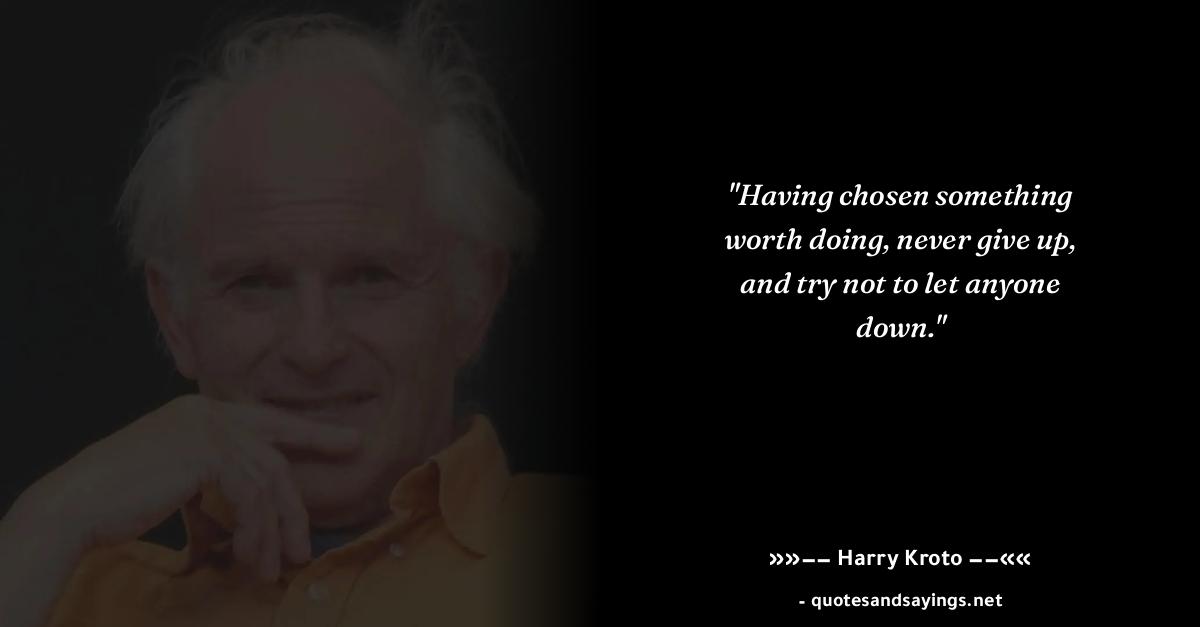 "Having chosen something
worth doing, never give up,
and try not to let anyone
down."
»»–– Harry Kroto ––««
- quotesandsayings.net